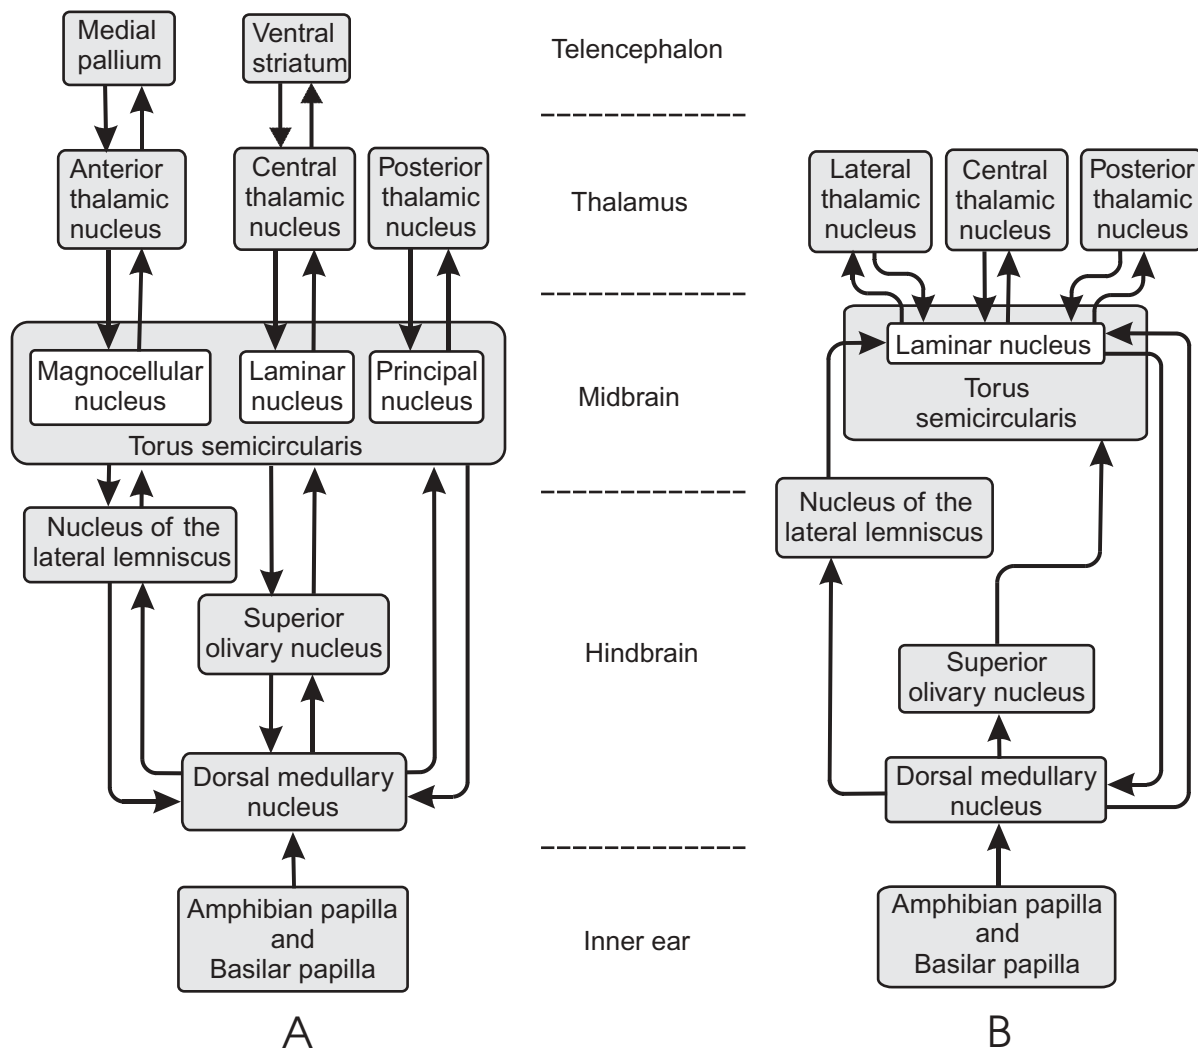 Medial
pallium
Ventral
striatum
Telencephalon
Anterior
thalamic
nucleus
Central
thalamic
nucleus
Posterior
thalamic
nucleus
Thalamus
Lateral
thalamic
nucleus
Central
thalamic
nucleus
Posterior
thalamic
nucleus
Magnocellular
nucleus
Laminar
nucleus
Principal
nucleus
Torus semicircularis
Midbrain
Laminar nucleus
Torus
semicircularis
Nucleus of the
lateral lemniscus
Superior
olivary nucleus
Dorsal medullary
nucleus
Hindbrain
Nucleus of the
lateral lemniscus
Superior
olivary nucleus
Dorsal medullary
nucleus
Amphibian papilla
and
Basilar papilla
Inner ear
Amphibian papilla
and
Basilar papilla
A
B